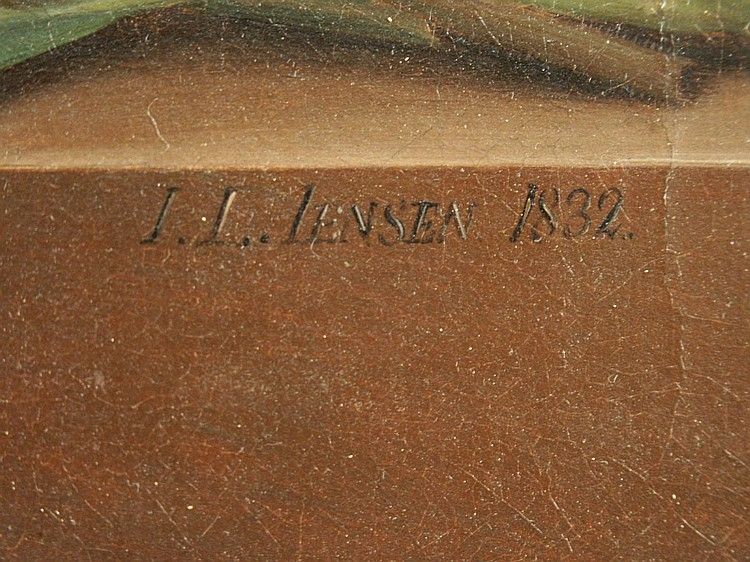 I. L. IENSEN 1832.